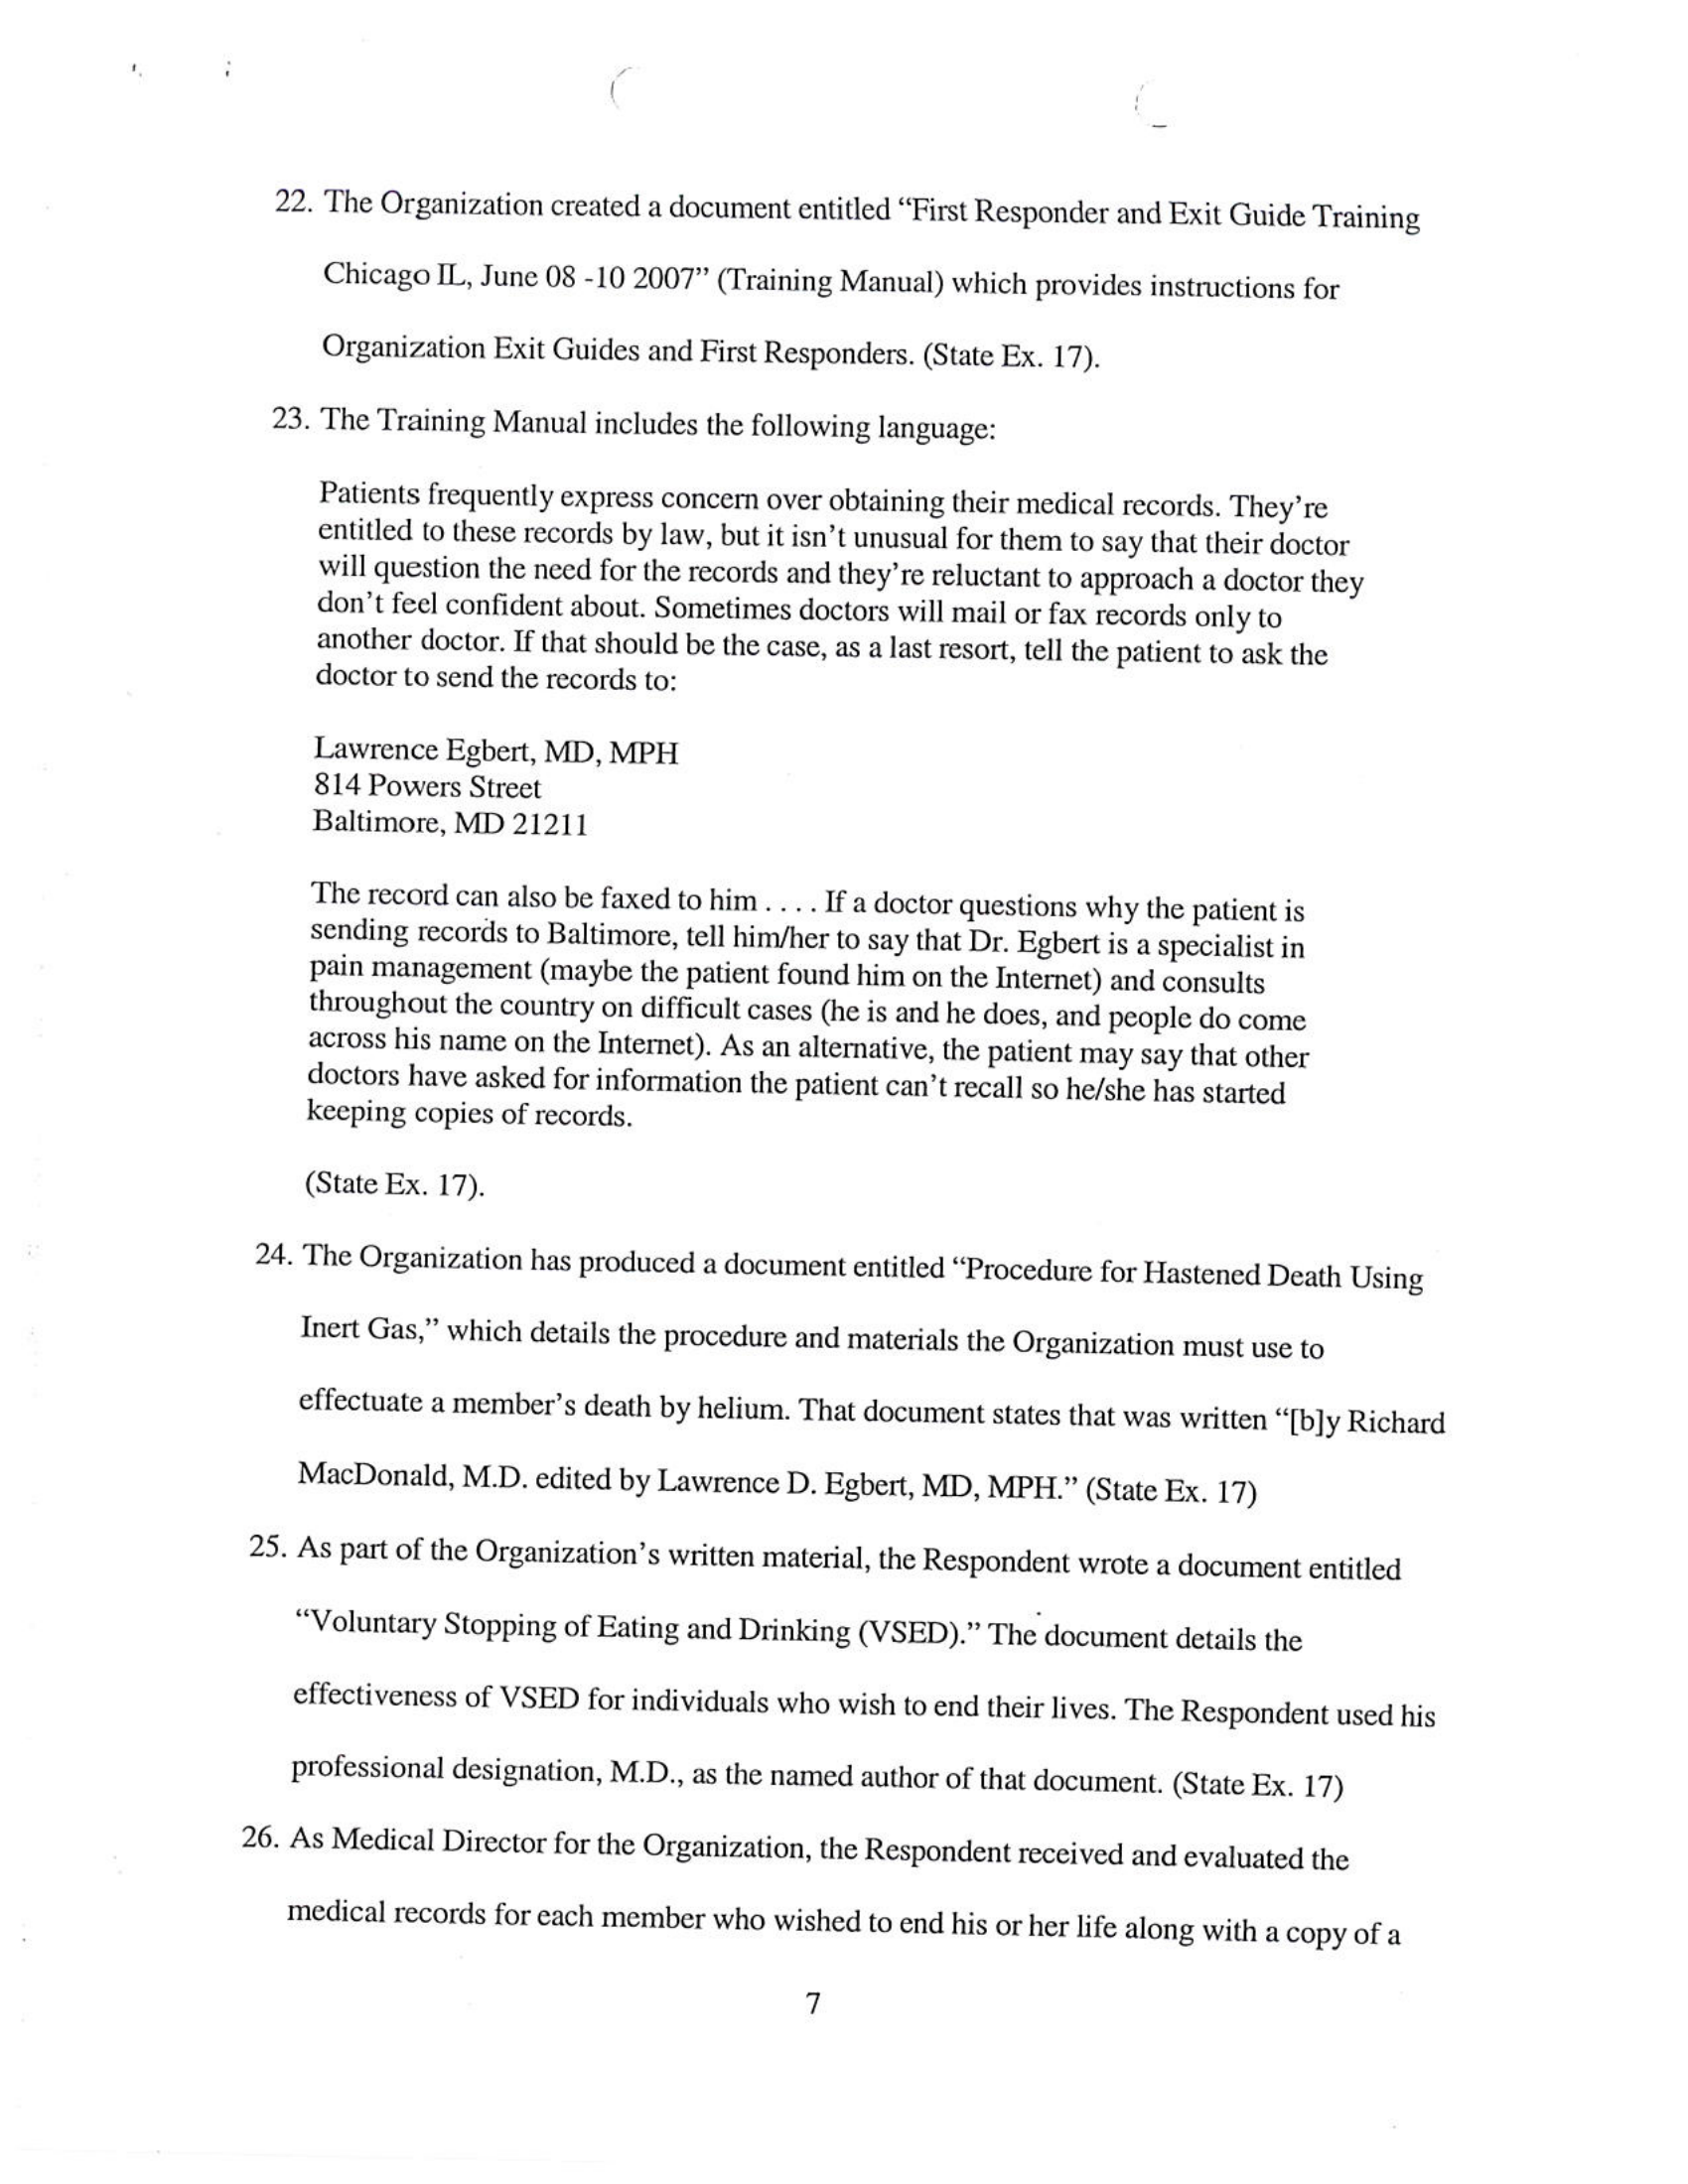 22. The Organization created a document entitled “First Responder and Exit Guide Training
Chicago IL, June 08 -10 2007” (Training Manual) which provides instructions for
Organization Exit Guides and First Responders. (State Ex. 17).
23. The Training Manual includes the following language:
Patients frequently express concern over obtaining their medical records. They’re
entitled to these records by law, but it isn’t unusual for them to say that their doctor
will question the need for the records and they’re reluctant to approach a doctor they
don’t feel confident about. Sometimes doctors will mail or fax records only to
another doctor. If that should be the case, as a last resort, tell the patient to ask the
doctor to send the records to:
Lawrence Egbert, MD, MPH
814 Powers Street
Baltimore, MD 21211
The record can also be faxed to him . . . . If a doctor questions why the patient is
sending records to Baltimore, tell him/her to say that Dr. Egbert is a specialist in
pain management (maybe the patient found him on the Internet) and consults
throughout the country on difficult cases (he is and he does, and people do come
across his name on the Internet). As an alternative, the patient may say that other
doctors have asked for information the patient can’t recall so he/she has started
keeping copies of records.
(State Ex. 17).
24. The Organization has produced a document entitled “Procedure for Hastened Death Using
Inert Gas,” which details the procedure and materials the Organization must use to
effectuate a member’s death by helium. That document states that was written “[b]y Richard
MacDonald, M.D. edited by Lawrence D. Egbert, MD, MPH.” (State Ex. 17)
25. As part of the Organization’s written material, the Respondent wrote a document entitled
“Voluntary Stopping of Eating and Drinking (VSED).” The document details the
effectiveness of VSED for individuals who wish to end their lives. The Respondent used his
professional designation, M.D., as the named author of that document. (State Ex. 17)
26. As Medical Director for the Organization, the Respondent received and evaluated the
medical records for each member who wished to end his or her life along with a copy of a
7